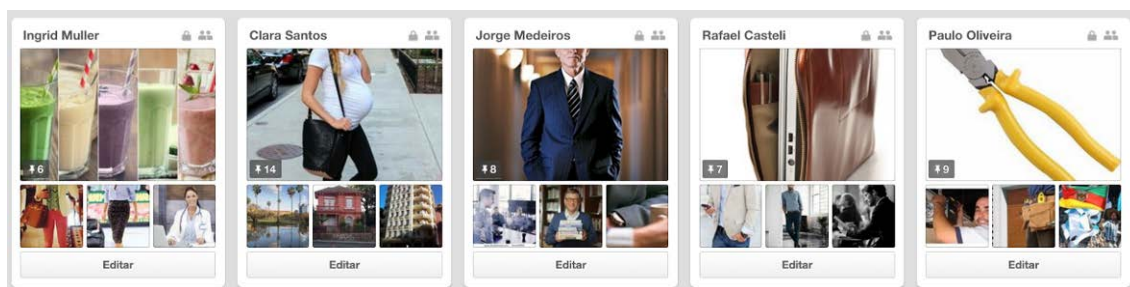 Ingrid Muller
6
Editar
Clara Santos
14
Editar
Jorge Medeiros
8
Editar
Rafael Casteli
7
Editar
Paulo Oliveira
9
Editar